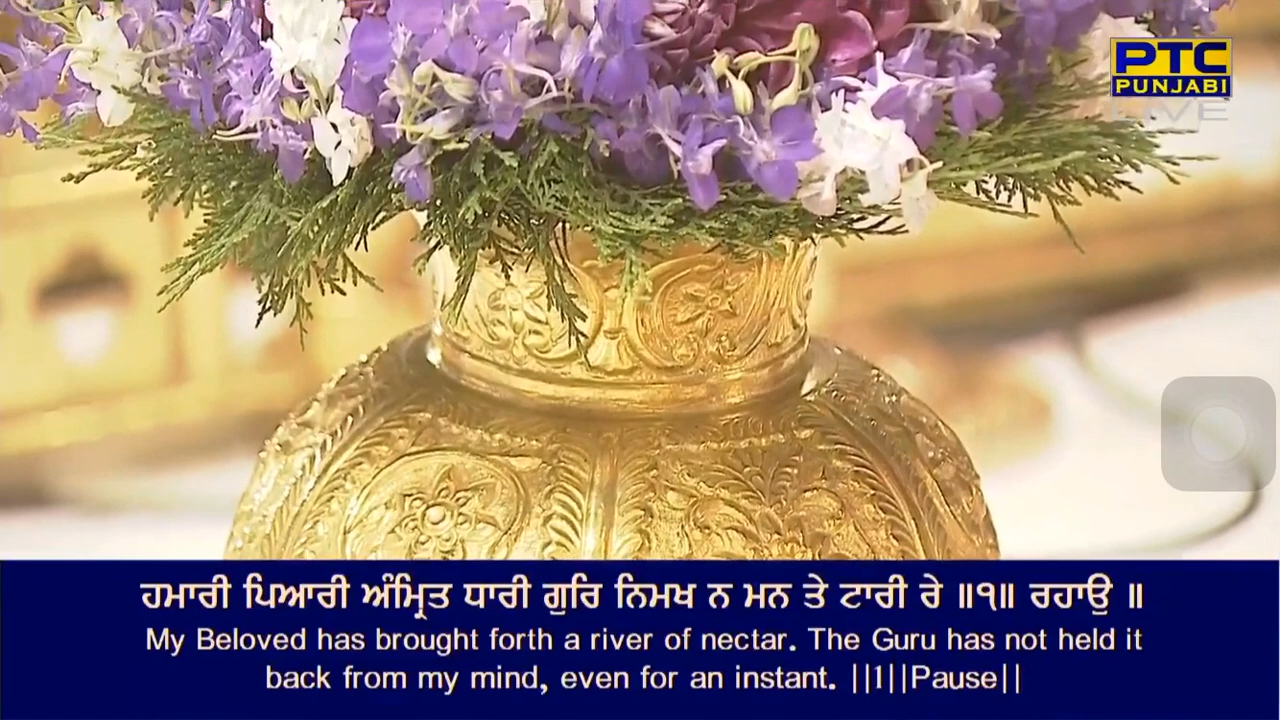 PTC
PUNJABI
LIVE
ਹਮਾਰੀ ਪਿਆਰੀ ਅੰਮ੍ਰਿਤ ਧਾਰੀ ਗੁਰਿ ਨਿਮਖ ਨ ਮਨ ਤੇ ਟਾਰੀ ਰੇ ॥੧॥ ਰਹਾਉ ॥
My Beloved has brought forth a river of nectar. The Guru has not held it
back from my mind, even for an instant. ||1||Pause||